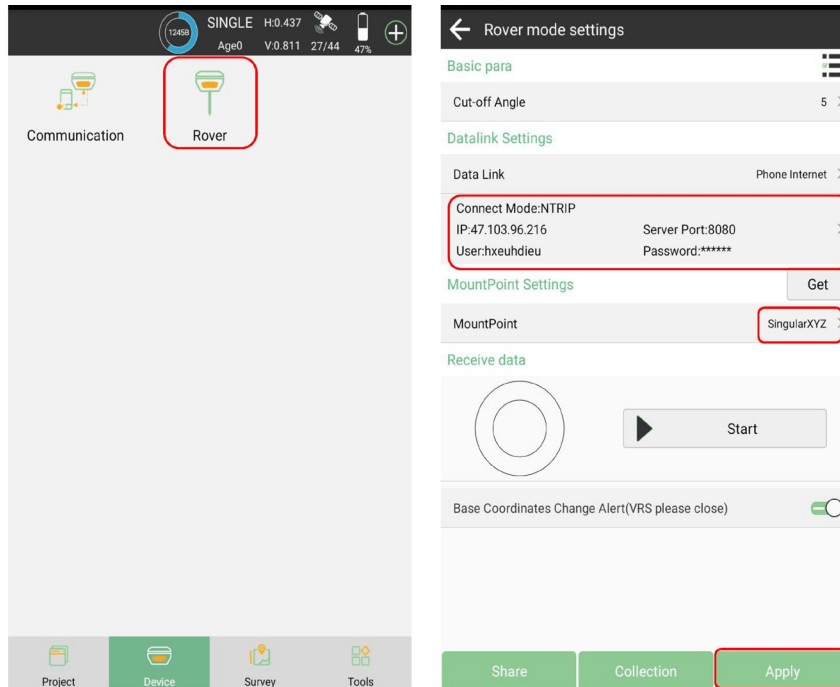 12458
SINGLE H:0.437
Age0 V:0.811 27/44 47%
Communication
Rover
Project
Device
Survey
Tools
Rover mode settings
Basic para
Cut-off Angle 5
Datalink Settings
Data Link Phone Internet
Connect Mode:NTRIP
IP:47.103.96.216 Server Port:8080
User:hxeuhdieu Password:******
MountPoint Settings Get
MountPoint SingularXYZ
Receive data
Start
Base Coordinates Change Alert(VRS please close)
Share Collection Apply